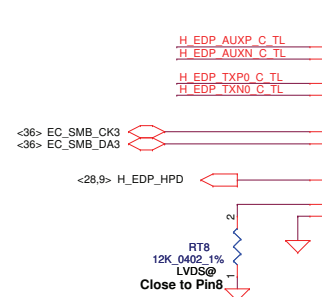 H_EDP_AUXP_C_TL
H_EDP_AUXN_C_TL
H_EDP_TXP0_C_TL
H_EDP_TXN0_C_TL
<36> EC_SMB_CK3
<36> EC_SMB_DA3
<28,9> H_EDP_HPD
2
RT8
12K_0402_1%
LVDS@
1
Close to Pin8